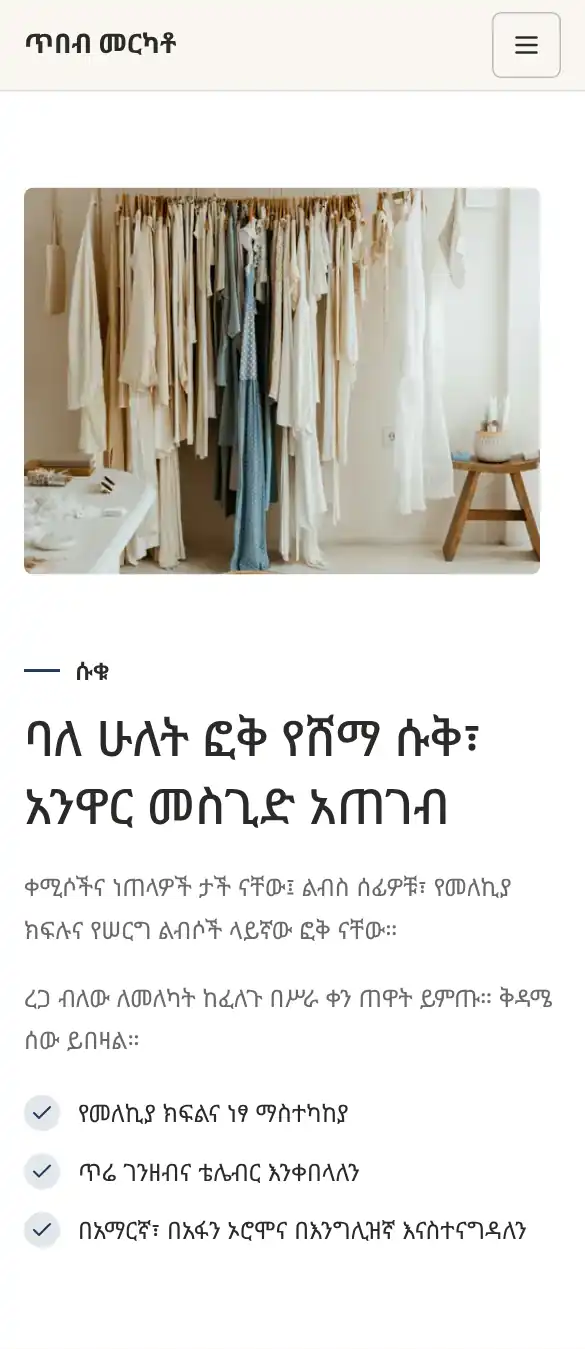 ጥበብ መርካቶ
ሱቁ
ባለ ሁለት ፎቅ የሸማ ሱቅ፣
አንዋር መስጊድ አጠገብ
ቀሚሶችና ነጠላዎች ታች ናቸው፤ ልብስ ሰፊዎቹ፣ የመለኪያ
ክፍሉና የሠርግ ልብሶች ላይኛው ፎቅ ናቸው።
ረጋ ብለው ለመለካት ከፈለጉ በሥራ ቀን ጠዋት ይምጡ። ቅዳሜ
ሰው ይበዛል።
የመለኪያ ክፍልና ነፃ ማስተካከያ
ጥሬ ገንዘብና ቴሌብር እንቀበላለን
በአማርኛ፣ በአፋን ኦሮሞና በእንግሊዝኛ እናስተናግዳለን